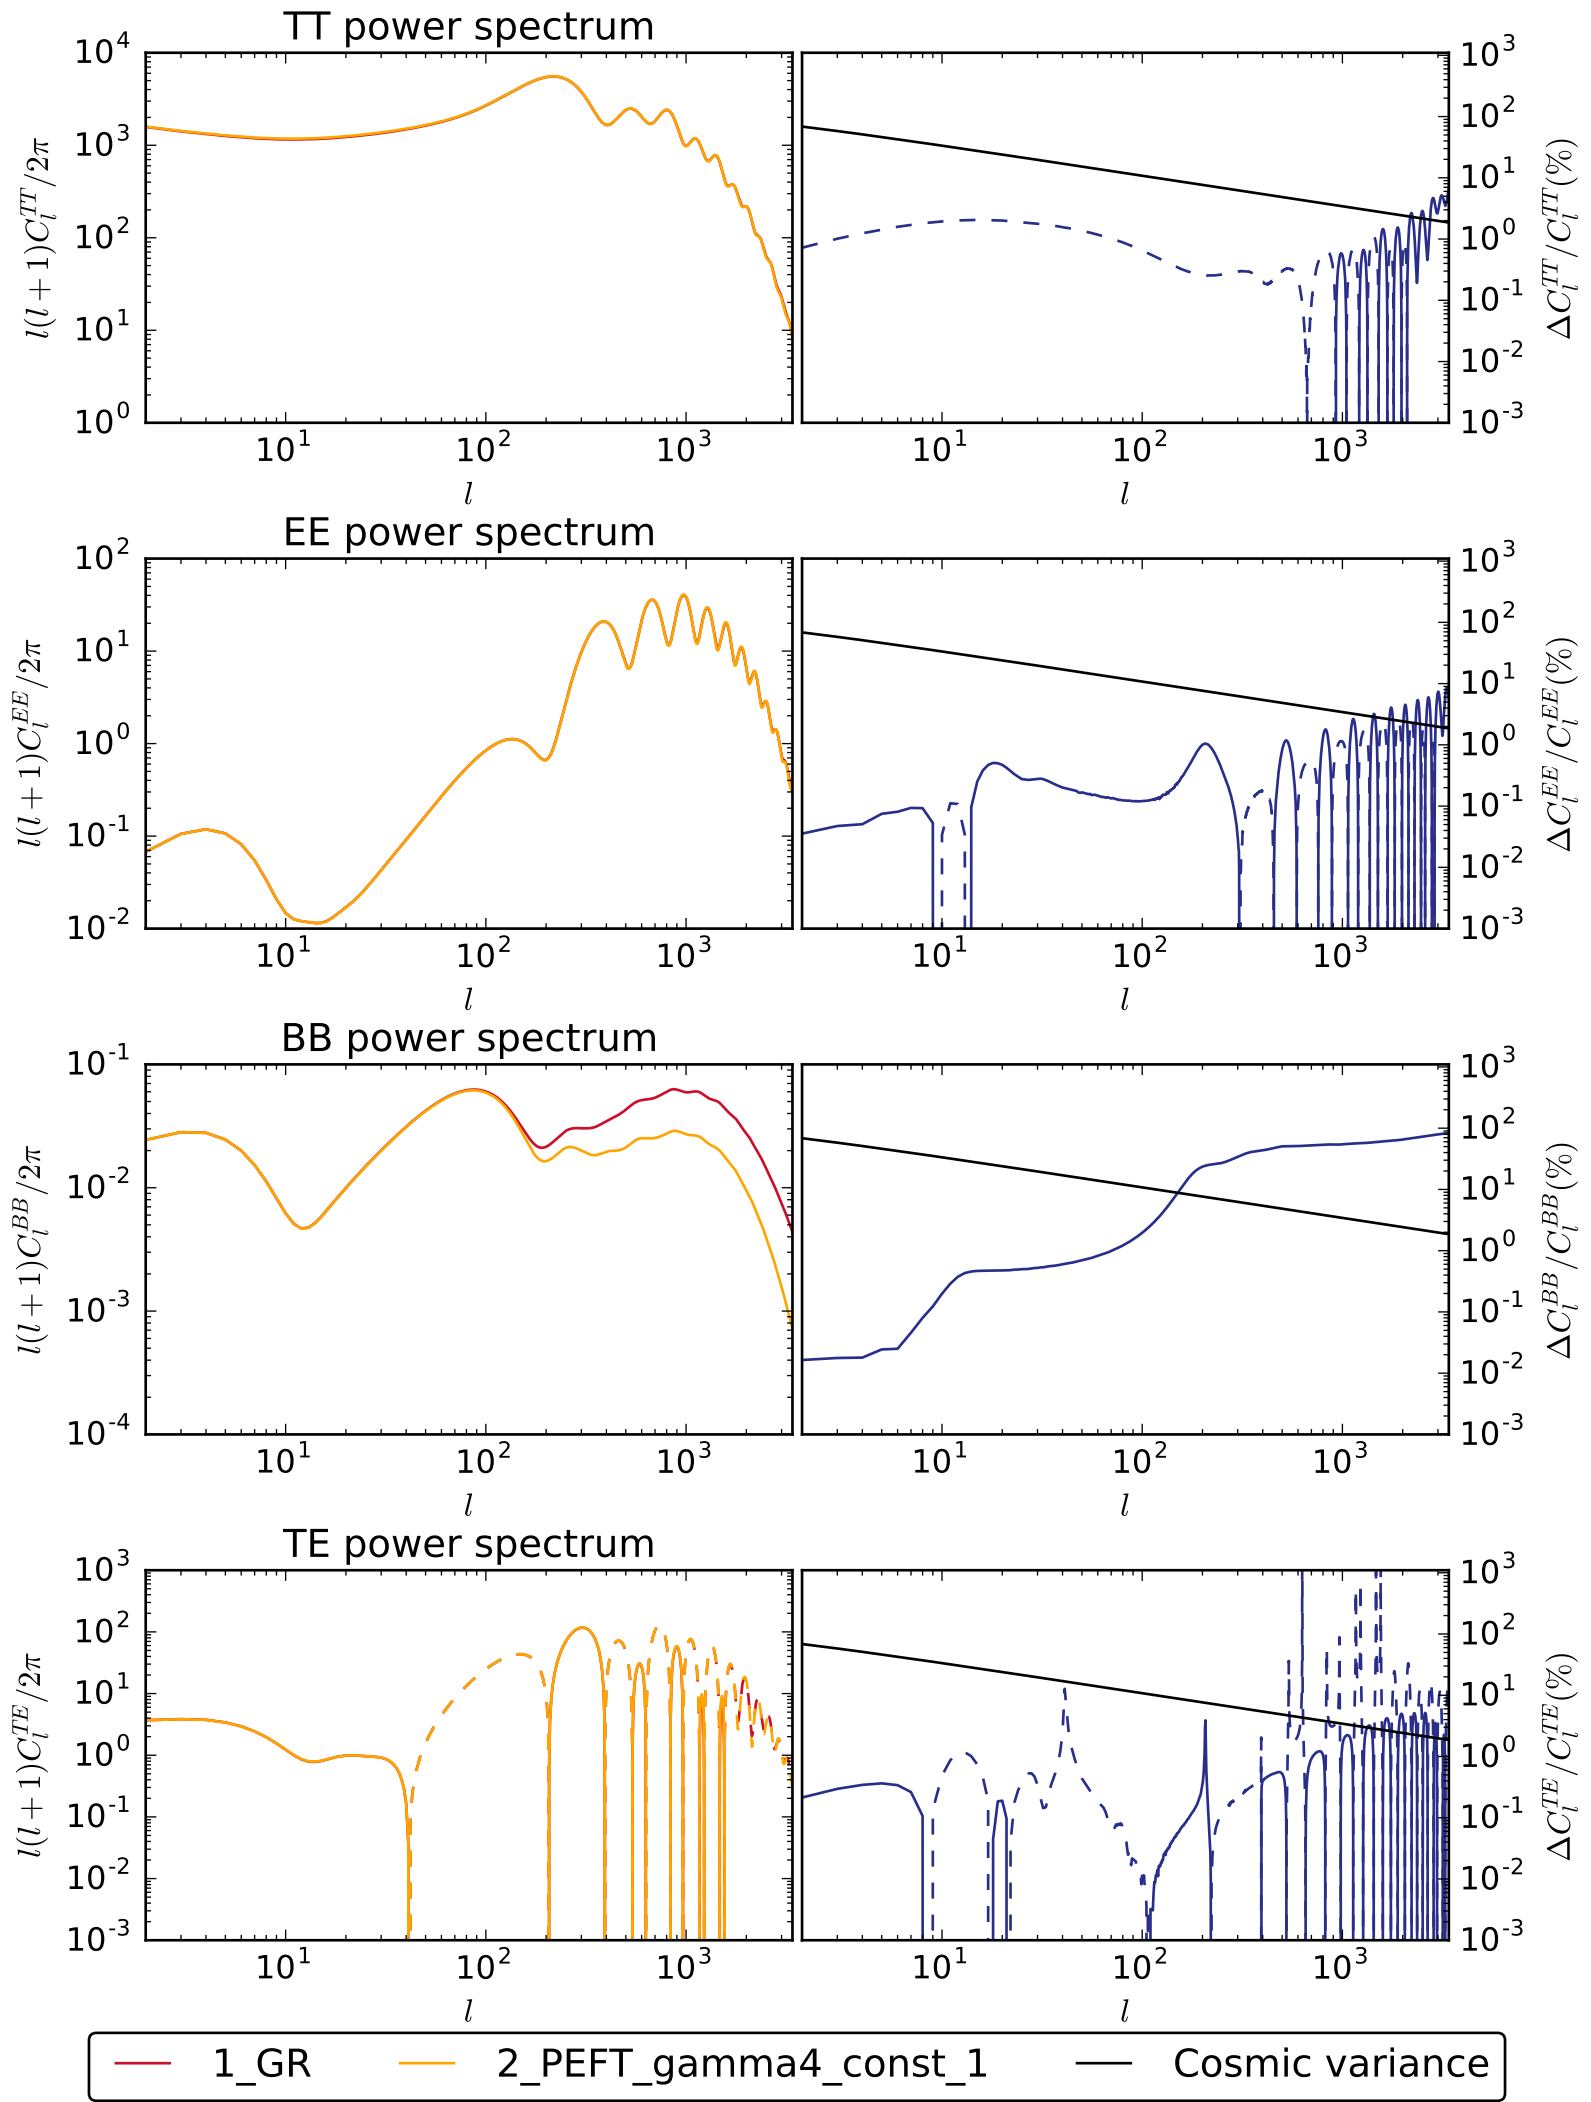 TT power spectrum
10^4
10^3
10^2
10^1
10^0
l(l+1)C_l^{TT}/2π
10^1 10^2 10^3
l
10^3
10^2
10^1
10^0
10^-1
10^-2
10^-3
ΔC_l^{TT}/C_l^{TT}(%)
10^1 10^2 10^3
l
EE power spectrum
10^2
10^1
10^0
10^-1
10^-2
l(l+1)C_l^{EE}/2π
10^1 10^2 10^3
l
10^3
10^2
10^1
10^0
10^-1
10^-2
10^-3
ΔC_l^{EE}/C_l^{EE}(%)
10^1 10^2 10^3
l
BB power spectrum
10^-1
10^-2
10^-3
10^-4
l(l+1)C_l^{BB}/2π
10^1 10^2 10^3
l
10^3
10^2
10^1
10^0
10^-1
10^-2
10^-3
ΔC_l^{BB}/C_l^{BB}(%)
10^1 10^2 10^3
l
TE power spectrum
10^3
10^2
10^1
10^0
10^-1
10^-2
10^-3
l(l+1)C_l^{TE}/2π
10^1 10^2 10^3
l
10^3
10^2
10^1
10^0
10^-1
10^-2
10^-3
ΔC_l^{TE}/C_l^{TE}(%)
10^1 10^2 10^3
l
1_GR 2_PEFT_gamma4_const_1 Cosmic variance